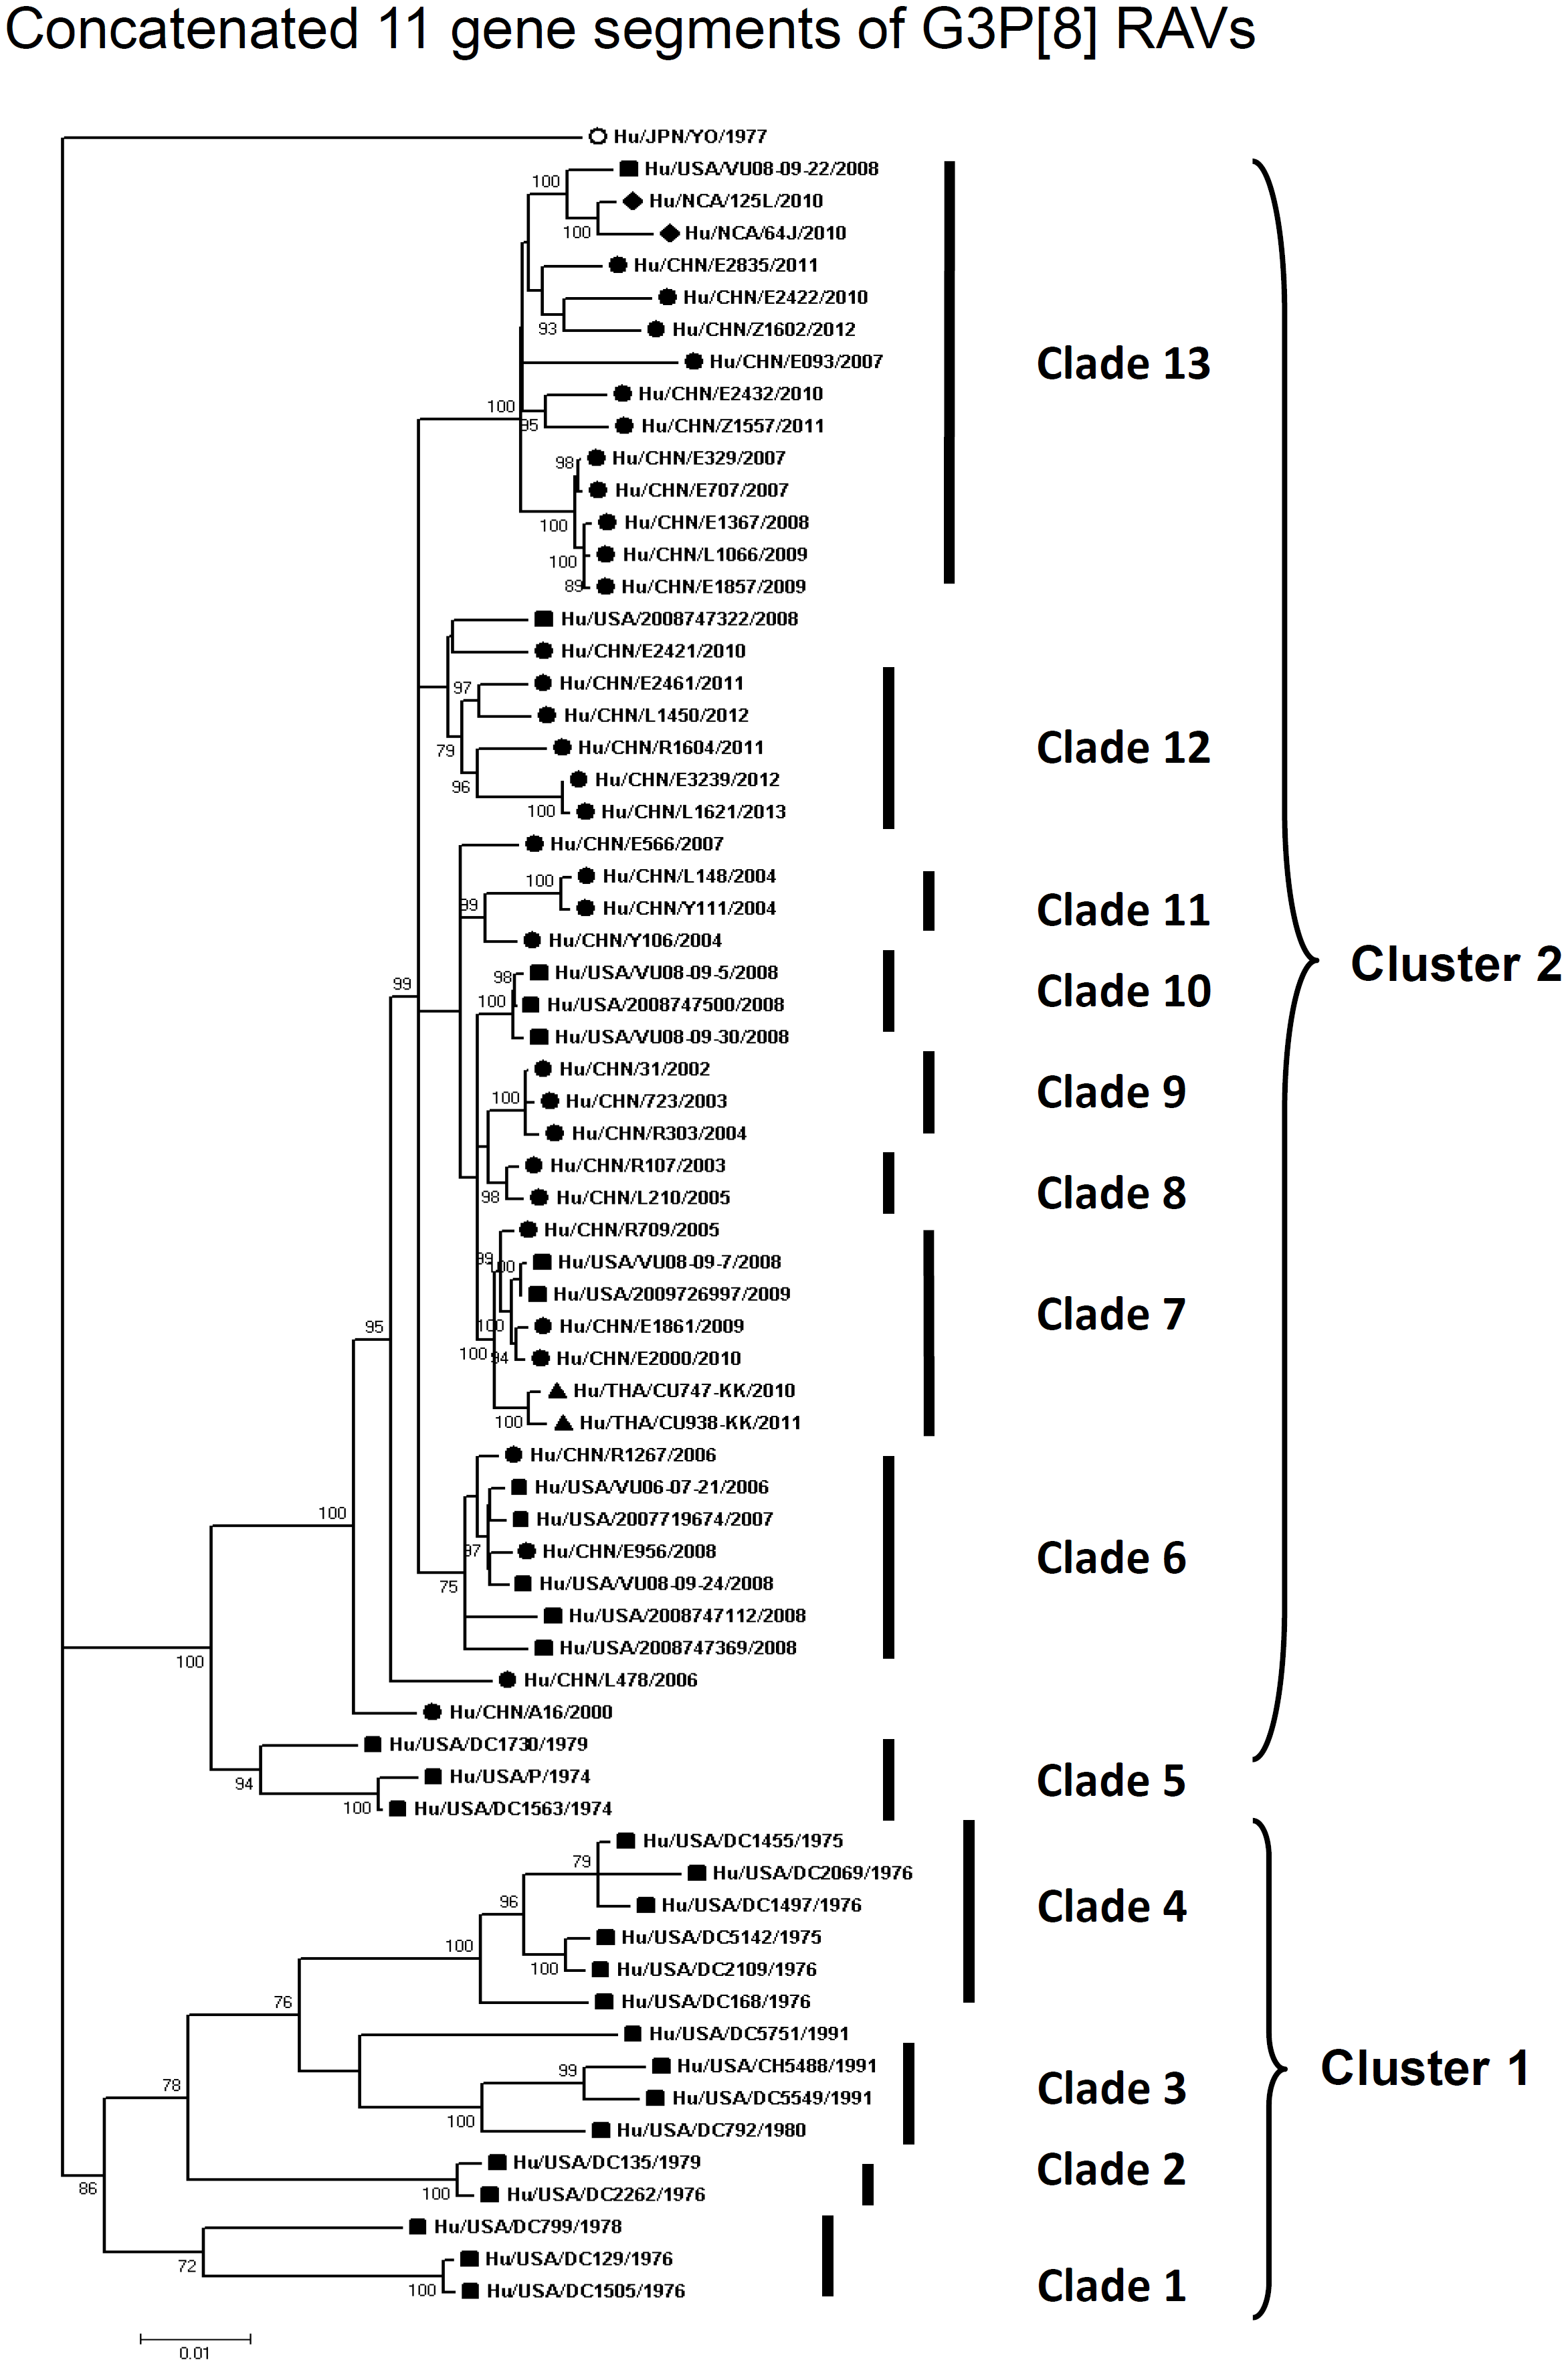 Concatenated 11 gene segments of G3P[8] RAVs
Hu/JPN/YO/1977
Hu/USA/VU08-09-22/2008
100
Hu/NCA/125L/2010
Hu/NCA/64J/2010
100
Hu/CHN/E2835/2011
Hu/CHN/E2422/2010
Hu/CHN/Z1602/2012
93
Hu/CHN/E093/2007
Clade 13
Hu/CHN/E2432/2010
100
Hu/CHN/Z1557/2011
95
Hu/CHN/E329/2007
98
Hu/CHN/E707/2007
Hu/CHN/E1367/2008
100
Hu/CHN/L1066/2009
100
Hu/CHN/E1857/2009
89
Hu/USA/2008747322/2008
Hu/CHN/E2421/2010
Hu/CHN/E2461/2011
97
Hu/CHN/L1450/2012
Hu/CHN/R1604/2011
79
Clade 12
Hu/CHN/E3239/2012
96
Hu/CHN/L1621/2013
100
Hu/CHN/E566/2007
Hu/CHN/L148/2004
100
Hu/CHN/Y111/2004
99
Clade 11
Hu/CHN/Y106/2004
Cluster 2
Hu/USA/VU08-09-5/2008
98
99
Clade 10
Hu/USA/2008747500/2008
100
Hu/USA/VU08-09-30/2008
Hu/CHN/31/2002
Clade 9
Hu/CHN/723/2003
100
Hu/CHN/R303/2004
Hu/CHN/R107/2003
Clade 8
Hu/CHN/L210/2005
98
Hu/CHN/R709/2005
99
Hu/USA/VU08-09-7/2008
100
Hu/USA/2009726997/2009
Clade 7
Hu/CHN/E1861/2009
95
100
Hu/CHN/E2000/2010
100
94
Hu/THA/CU747-KK/2010
Hu/THA/CU938-KK/2011
100
Hu/CHN/R1267/2006
Hu/USA/VU06-07-21/2006
100
Hu/USA/2007719674/2007
Hu/CHN/E956/2008
97
Clade 6
Hu/USA/VU08-09-24/2008
75
Hu/USA/2008747112/2008
Hu/USA/2008747369/2008
100
Hu/CHN/L478/2006
Hu/CHN/A16/2000
Hu/USA/DC1730/1979
Hu/USA/P/1974
94
Clade 5
Hu/USA/DC1563/1974
100
Hu/USA/DC1455/1975
79
Hu/USA/DC2069/1976
96
Hu/USA/DC1497/1976
Clade 4
Hu/USA/DC5142/1975
100
Hu/USA/DC2109/1976
100
Hu/USA/DC168/1976
76
Hu/USA/DC5751/1991
Hu/USA/CH5488/1991
99
Cluster 1
78
Clade 3
Hu/USA/DC5549/1991
Hu/USA/DC792/1980
100
Hu/USA/DC135/1979
Clade 2
86
Hu/USA/DC2262/1976
100
Hu/USA/DC799/1978
Hu/USA/DC129/1976
72
Hu/USA/DC1505/1976
100
Clade 1
0.01